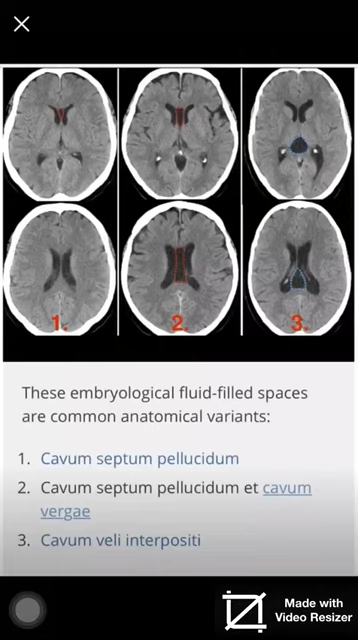 1.
2.
3.
These embryological fluid-filled spaces
are common anatomical variants:
1. Cavum septum pellucidum
2. Cavum septum pellucidum et cavum
vergae
3. Cavum veli interpositi
Made with
Video Resizer